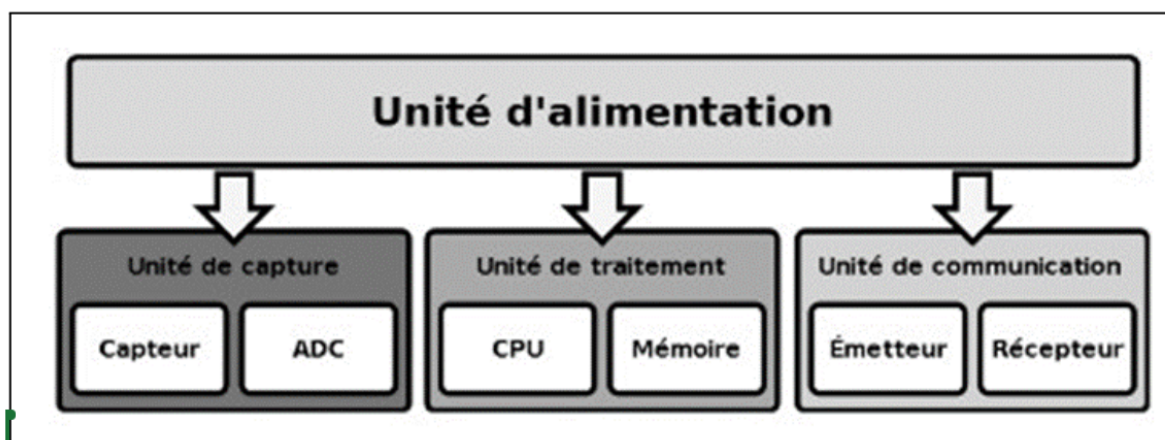 Unité d'alimentation
Unité de capture
Unité de traitement
Unité de communication
Capteur
ADC
CPU
Mémoire
Émetteur
Récepteur